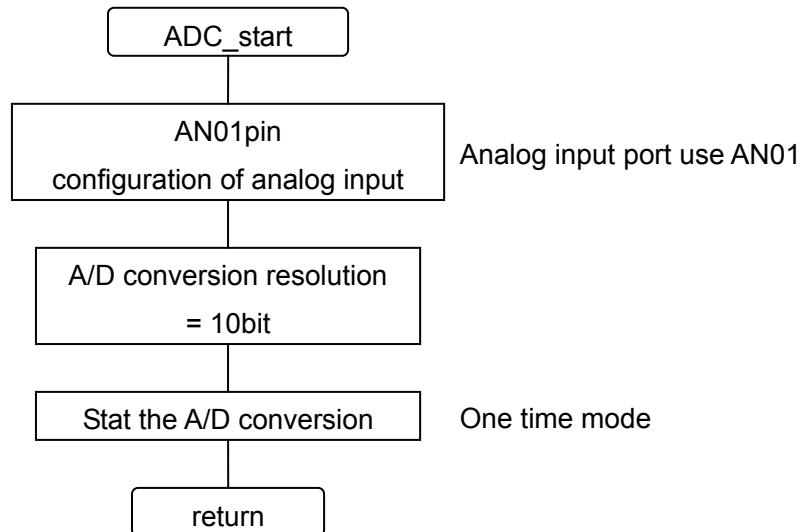 ADC_start
AN01pin
configuration of analog input
Analog input port use AN01
A/D conversion resolution
= 10bit
Stat the A/D conversion
One time mode
return